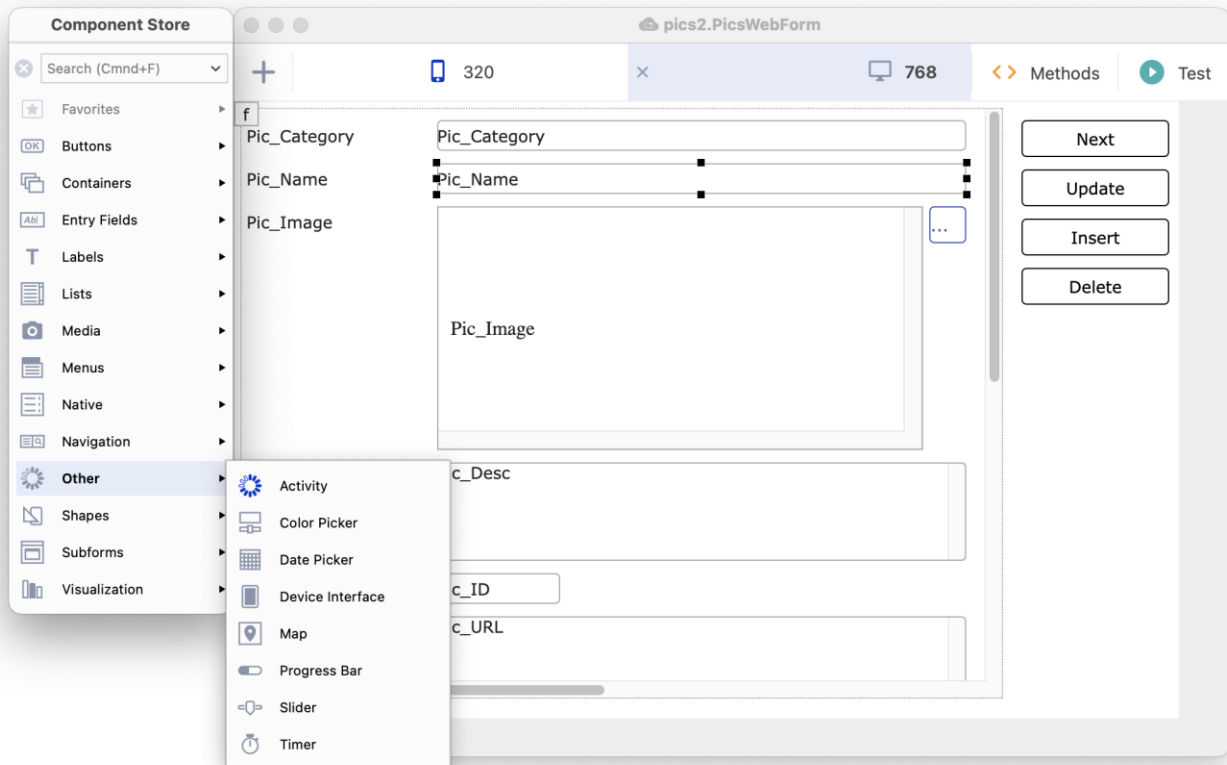 Component Store
Search (Cmnd+F)
Favorites
OK Buttons
Containers
Ab Entry Fields
T Labels
Lists
Media
Menus
Native
Navigation
Other
Shapes
Subforms
Visualization
Activity
Color Picker
Date Picker
Device Interface
Map
Progress Bar
Slider
Timer
pics2.PicsWebForm
320
768
Methods
Test
f
Pic_Category Pic_Category
Pic_Name Pic_Name
Pic_Image
...
Pic_Image
c_Desc
c_ID
c_URL
Next
Update
Insert
Delete